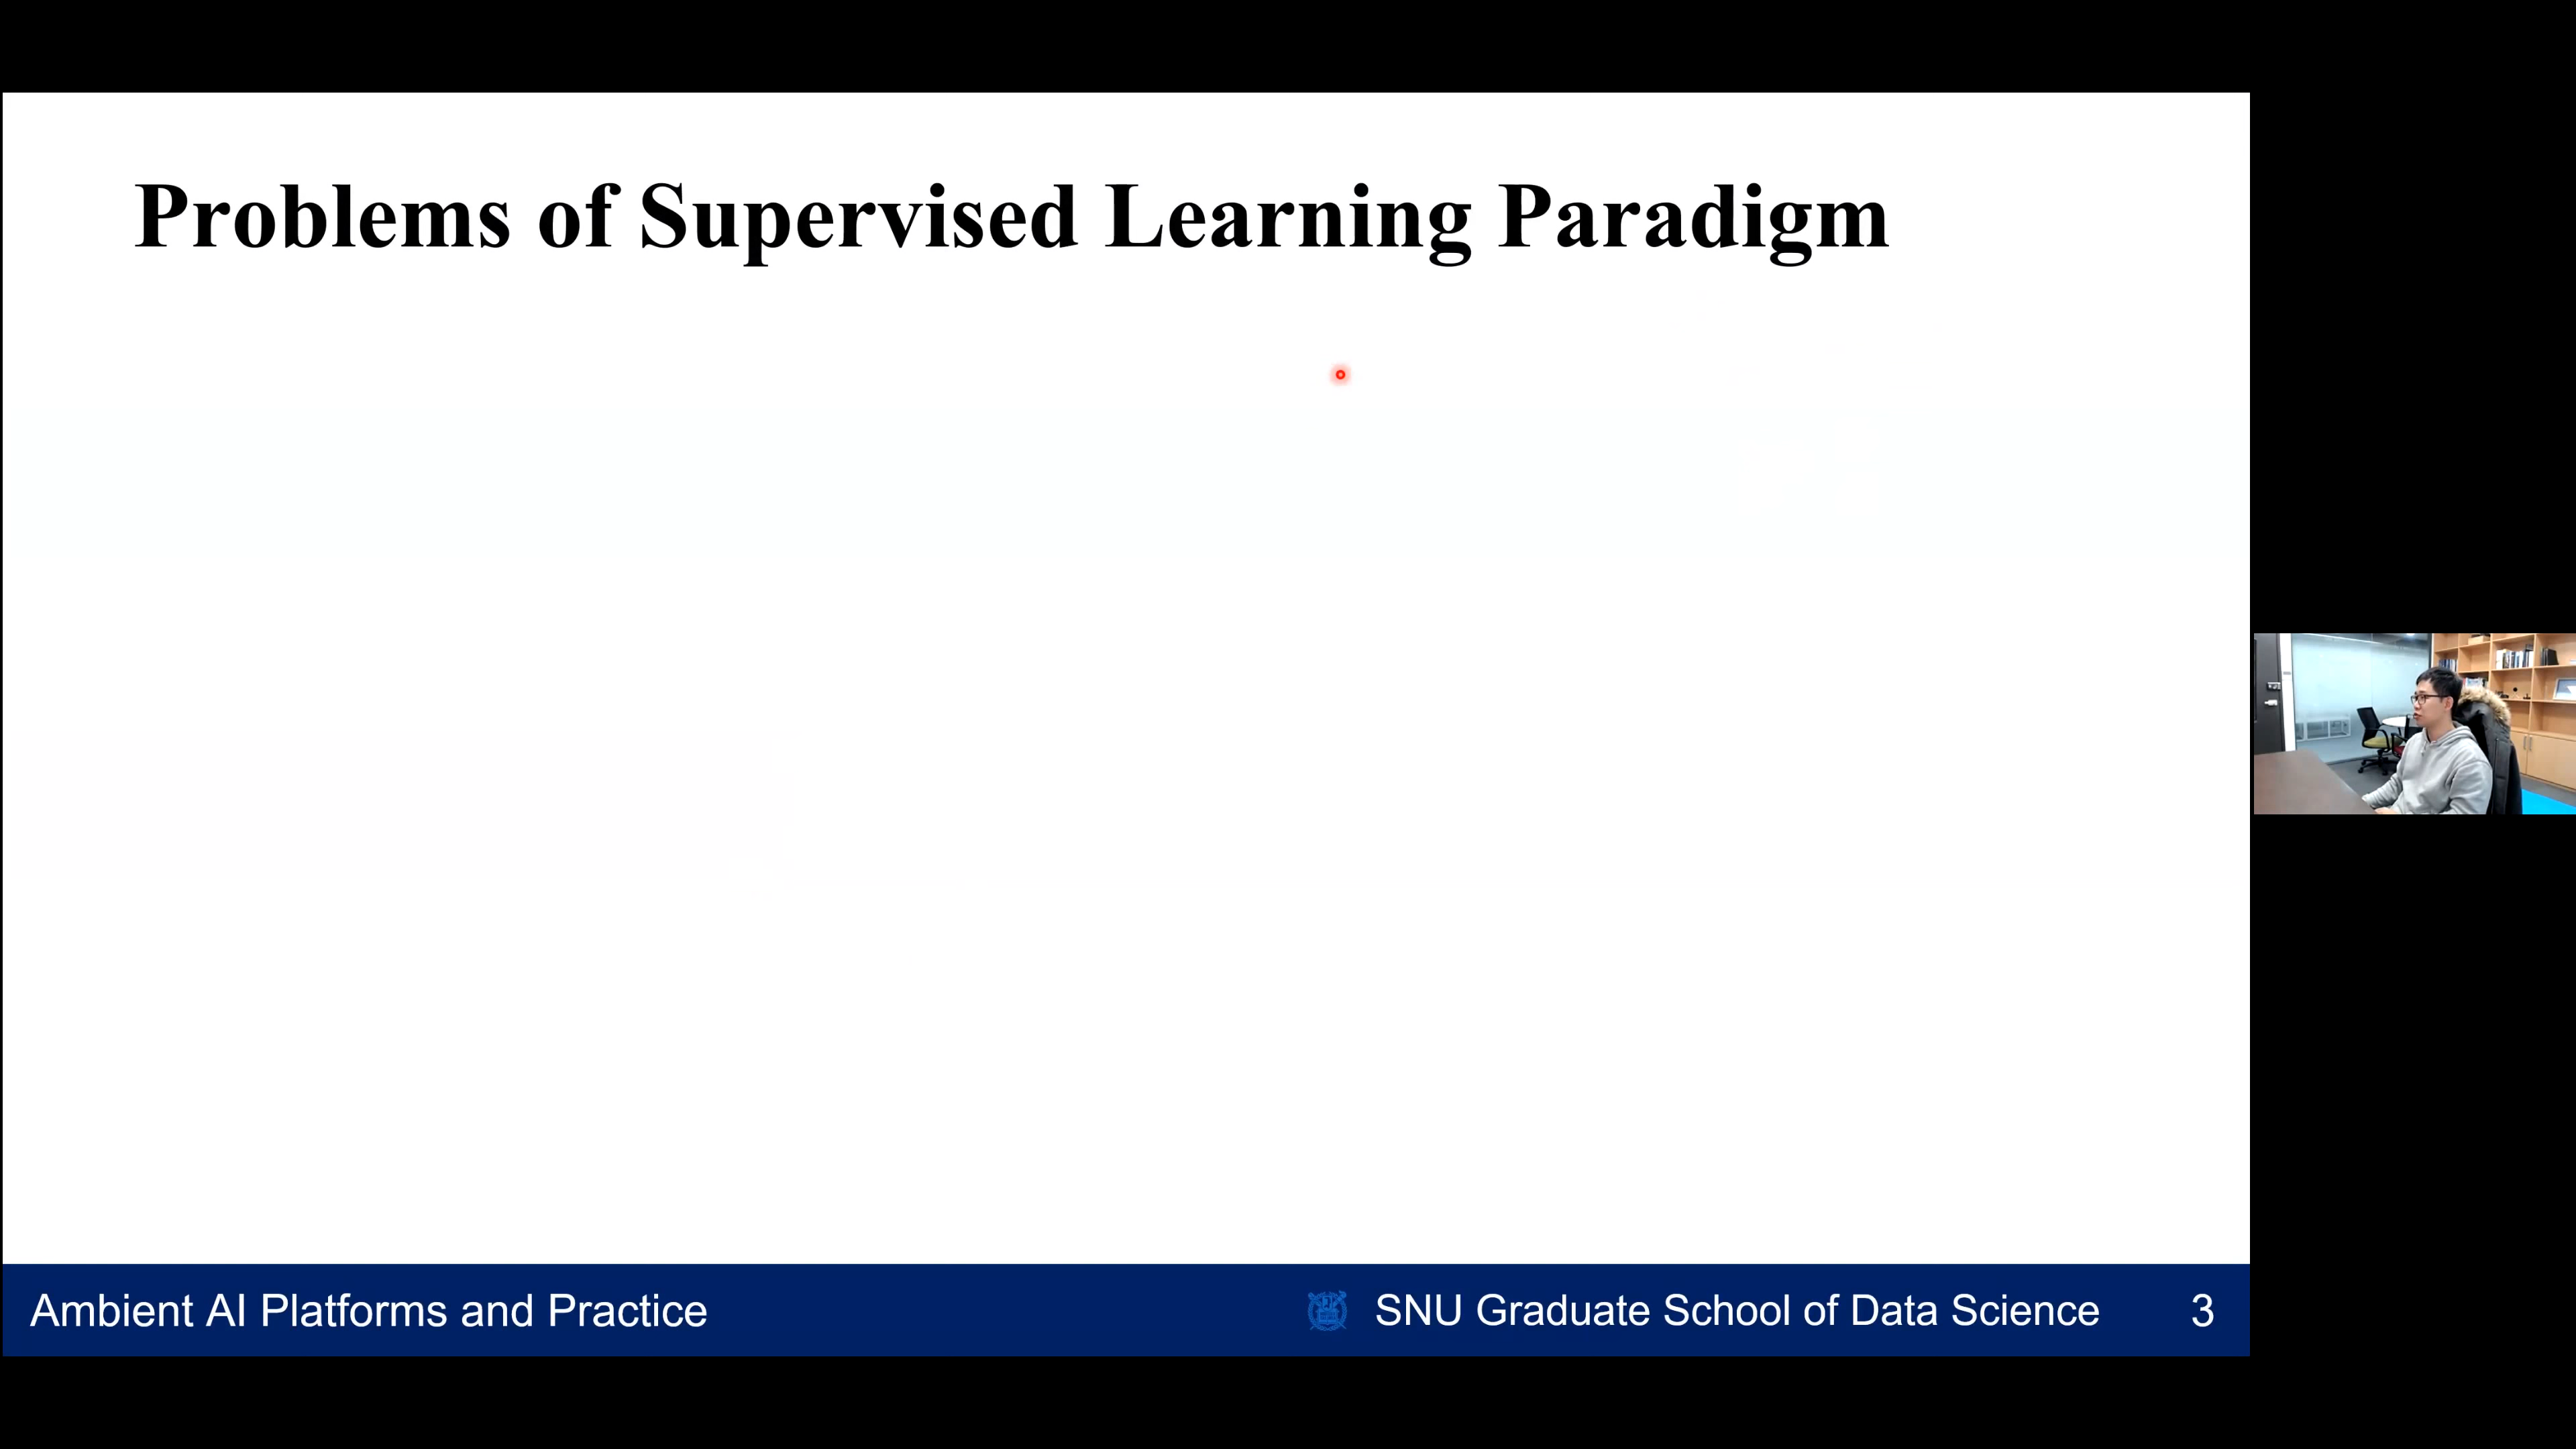 Problems of Supervised Learning Paradigm
Ambient AI Platforms and Practice
SNU Graduate School of Data Science
3